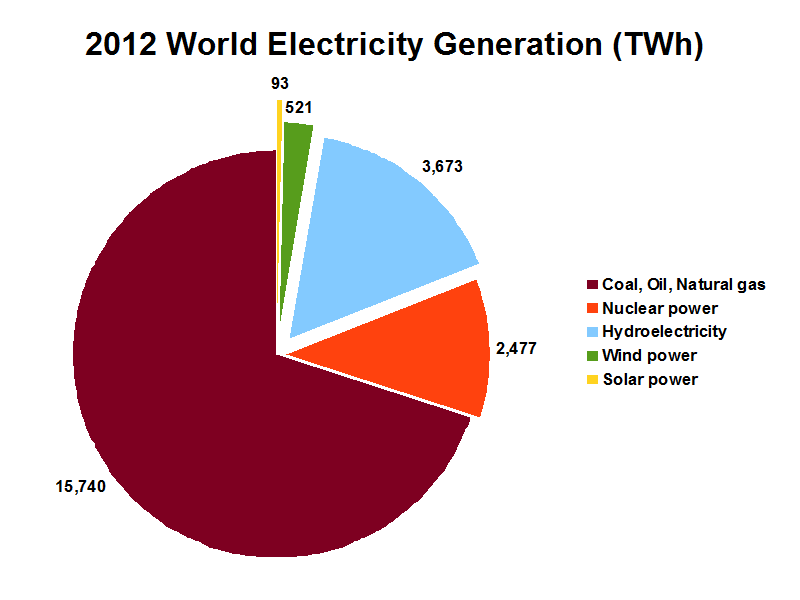 2012 World Electricity Generation (TWh)
93
521
3,673
2,477
15,740
Coal, Oil, Natural gas
Nuclear power
Hydroelectricity
Wind power
Solar power